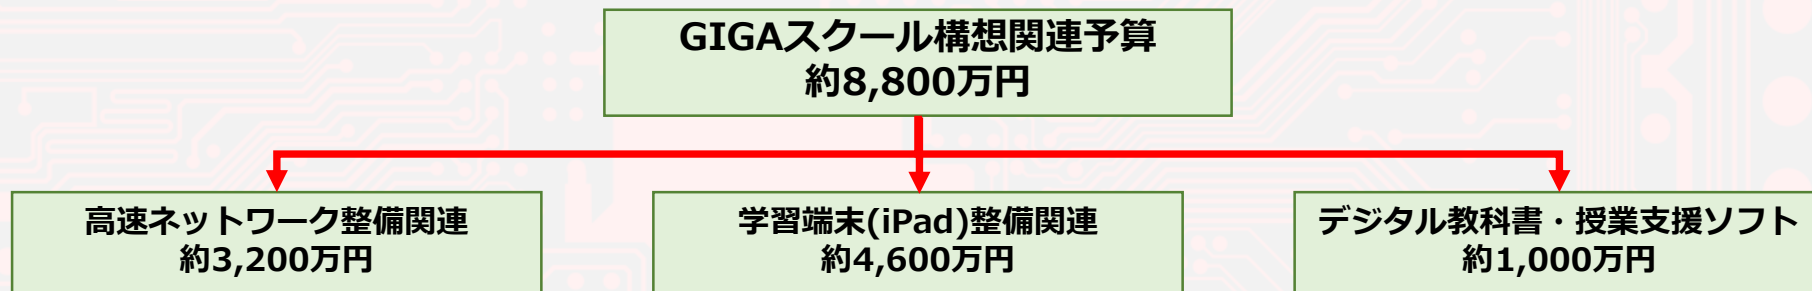 GIGAスクール構想関連予算
約8,800万円
高速ネットワーク整備関連
約3,200万円
学習端末(iPad)整備関連
約4,600万円
デジタル教科書・授業支援ソフト
約1,000万円